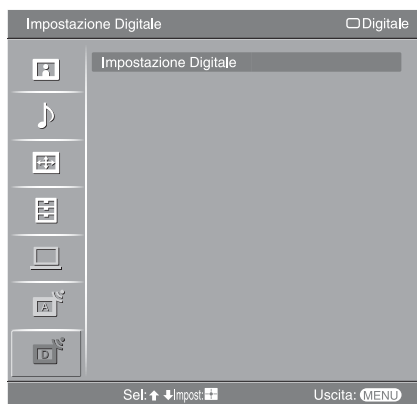 Impostazione Digitale Digitale
Impostazione Digitale
A
D
Sel: Impost: Uscita: MENU